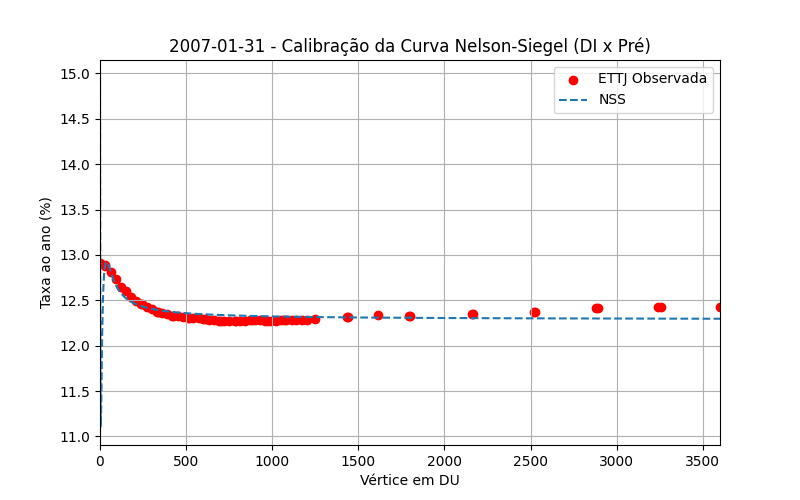 2007-01-31 - Calibração da Curva Nelson-Siegel (DI x Pré)
ETTJ Observada
NSS
Taxa ao ano (%)
15.0
14.5
14.0
13.5
13.0
12.5
12.0
11.5
11.0
0 500 1000 1500 2000 2500 3000 3500
Vértice em DU